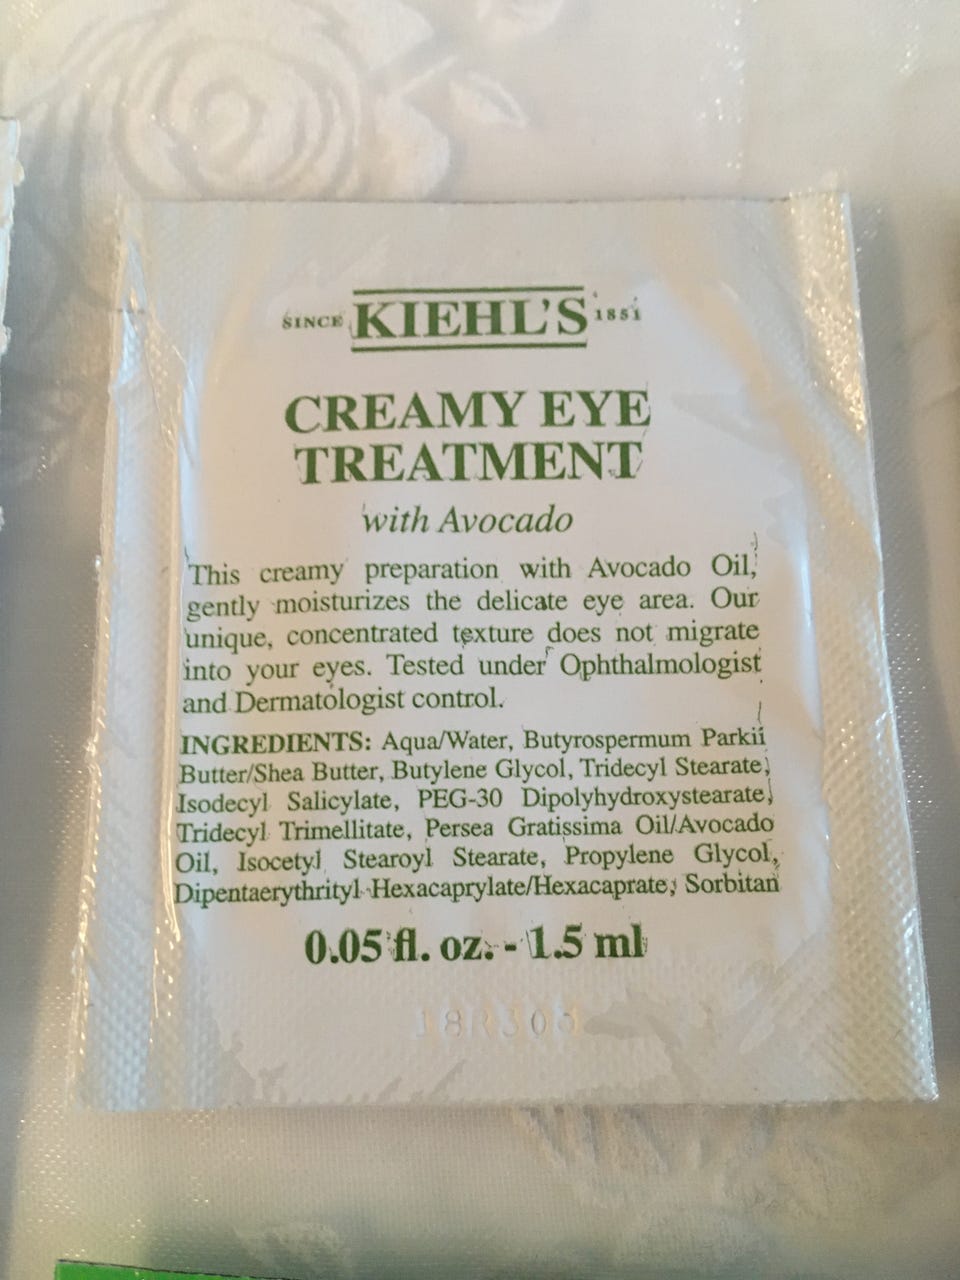 SINCE KIEHL'S 1851
CREAMY EYE
TREATMENT
with Avocado
This creamy preparation with Avocado Oil,
gently moisturizes the delicate eye area. Our
unique, concentrated texture does not migrate
into your eyes. Tested under Ophthalmologist
and Dermatologist control.
INGREDIENTS: Aqua/Water, Butyrospermum Parkii
Butter/Shea Butter, Butylene Glycol, Tridecyl Stearate,
Isodecyl Salicylate, PEG-30 Dipolyhydroxystearate,
Tridecyl Trimellitate, Persea Gratissima Oil/Avocado
Oil, Isocetyl Stearoyl Stearate, Propylene Glycol,
Dipentaerythrityl Hexacaprylate/Hexacaprate, Sorbitan
0.05 fl. oz. - 1.5 ml